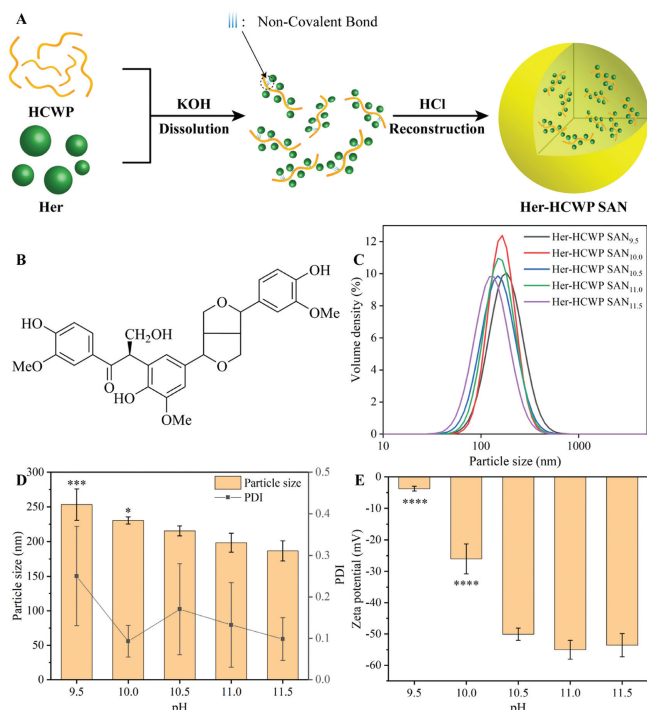 A
Non-Covalent Bond
HCWP
Her
KOH
Dissolution
HCl
Reconstruction
Her-HCWP SAN
B
OH
OMe
O
HO
CH₂OH
MeO
O
O
HO
OMe
C
Her-HCWP SAN9.5
Her-HCWP SAN10.0
Her-HCWP SAN10.5
Her-HCWP SAN11.0
Her-HCWP SAN11.5
Volume density (%)
14
12
10
8
6
4
2
0
10 100 1000
Particle size (nm)
D
Particle size
PDI
Particle size (nm)
300
250
200
150
100
50
0
***
*
0.5
0.4
0.3
0.2
0.1
0.0
PDI
9.5 10.0 10.5 11.0 11.5
pH
E
Zeta potential (mV)
0
-10
-20
-30
-40
-50
-60
****
****
9.5 10.0 10.5 11.0 11.5
pH